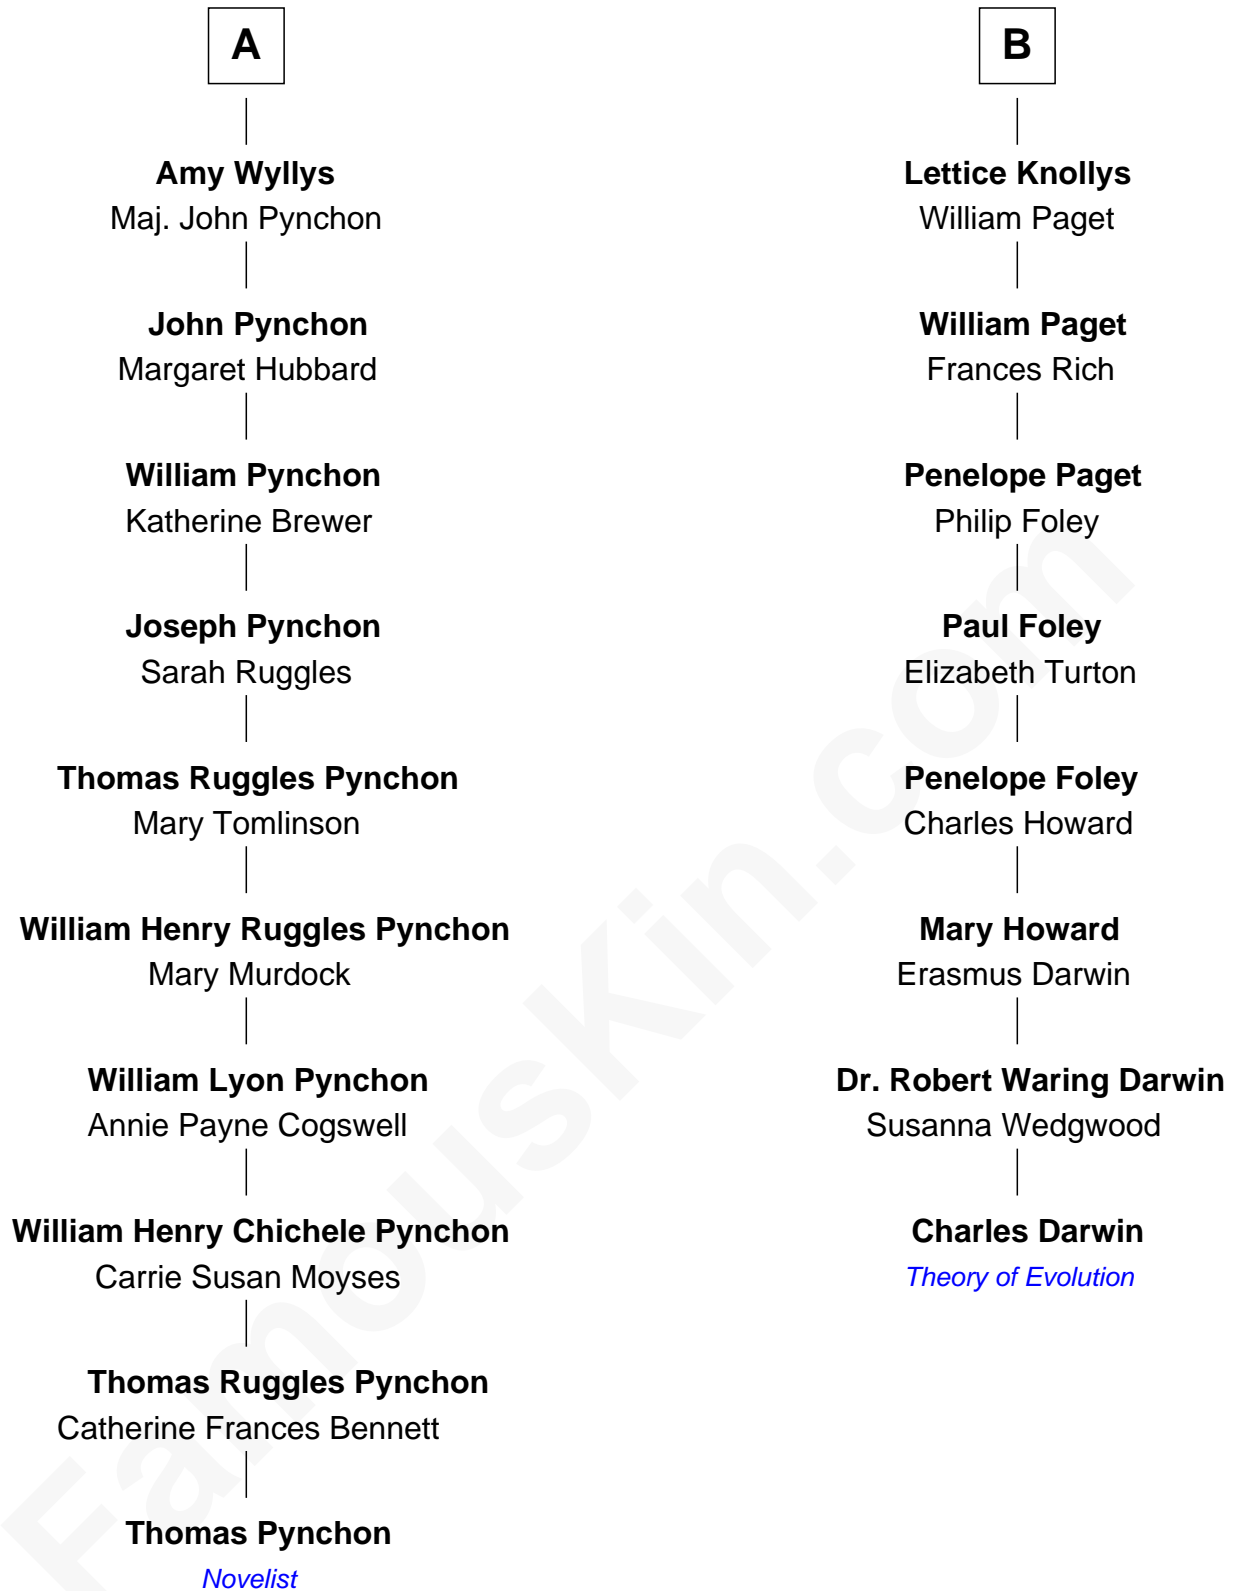 A
Amy Wyllys
Maj. John Pynchon
John Pynchon
Margaret Hubbard
William Pynchon
Katherine Brewer
Joseph Pynchon
Sarah Ruggles
Thomas Ruggles Pynchon
Mary Tomlinson
William Henry Ruggles Pynchon
Mary Murdock
William Lyon Pynchon
Annie Payne Cogswell
William Henry Chichele Pynchon
Carrie Susan Moyses
Thomas Ruggles Pynchon
Catherine Frances Bennett
Thomas Pynchon
Novelist
B
Lettice Knollys
William Paget
William Paget
Frances Rich
Penelope Paget
Philip Foley
Paul Foley
Elizabeth Turton
Penelope Foley
Charles Howard
Mary Howard
Erasmus Darwin
Dr. Robert Waring Darwin
Susanna Wedgwood
Charles Darwin
Theory of Evolution
FamousKin.com